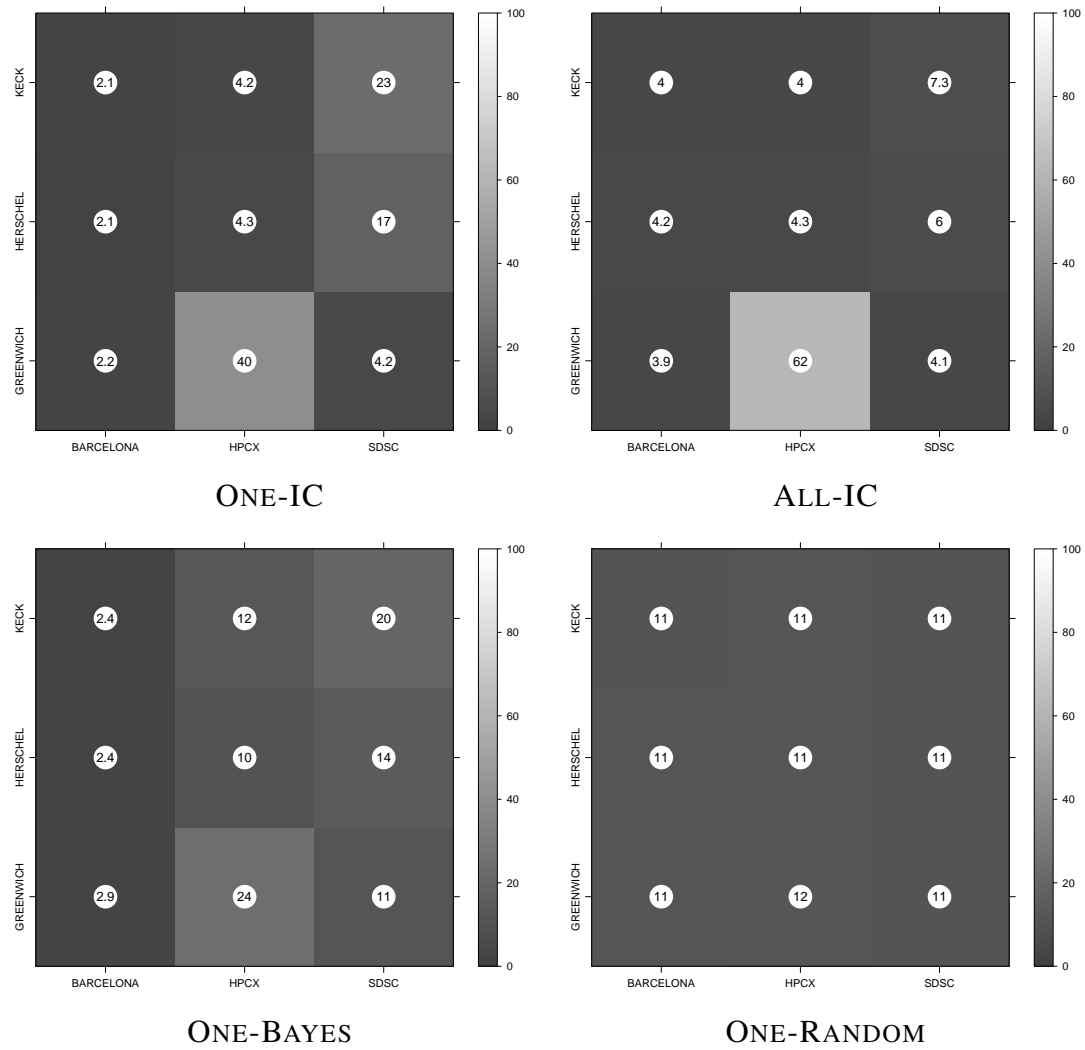 100
80
60
40
20
0
KECK
HERSCHEL
GREENWICH
2.1
4.2
23
2.1
4.3
17
2.2
40
4.2
BARCELONA
HPCX
SDSC
ONE-IC
100
80
60
40
20
0
KECK
HERSCHEL
GREENWICH
4
4
7.3
4.2
4.3
6
3.9
62
4.1
BARCELONA
HPCX
SDSC
ALL-IC
100
80
60
40
20
0
KECK
HERSCHEL
GREENWICH
2.4
12
20
2.4
10
14
2.9
24
11
BARCELONA
HPCX
SDSC
ONE-BAYES
100
80
60
40
20
0
KECK
HERSCHEL
GREENWICH
11
11
11
11
11
11
11
12
11
BARCELONA
HPCX
SDSC
ONE-RANDOM